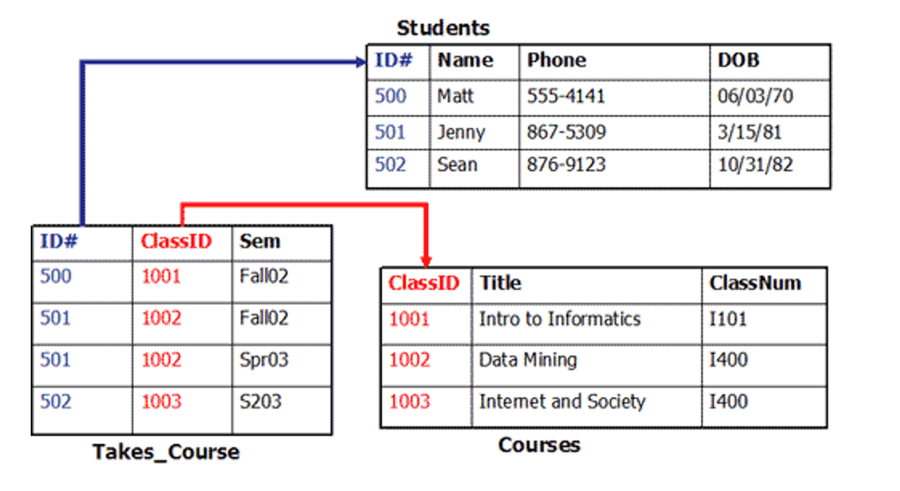 Students
ID# Name Phone DOB
500 Matt 555-4141 06/03/70
501 Jenny 867-5309 3/15/81
502 Sean 876-9123 10/31/82
ID# ClassID Sem
500 1001 Fall02
501 1002 Fall02
501 1002 Spr03
502 1003 S203
Takes_Course
ClassID Title ClassNum
1001 Intro to Informatics I101
1002 Data Mining I400
1003 Internet and Society I400
Courses